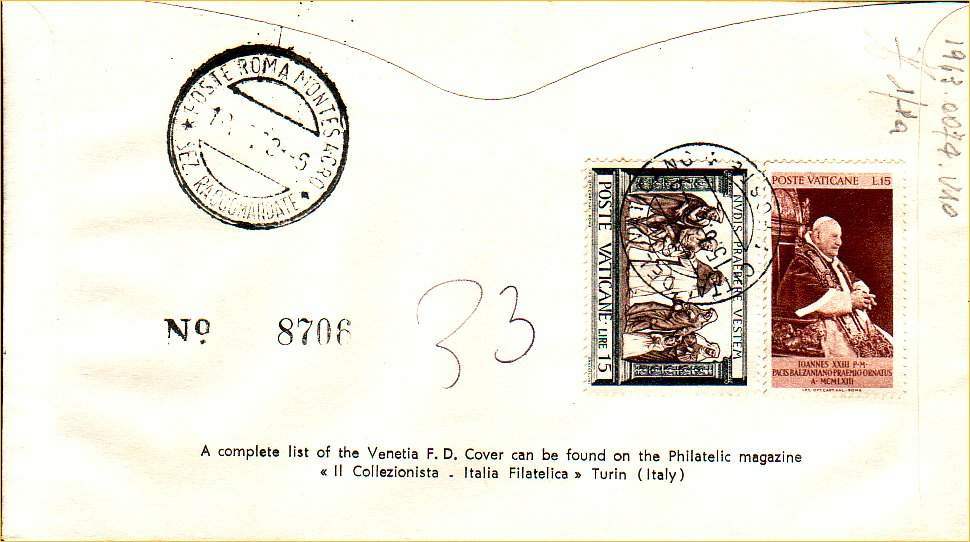 POSTE ROMA MONTESACRO
SEZ. RACCOMANDATE
Nº 8706
33
POSTE VATICANE LIRE 15
NVDIS PRAEBERE VESTEM
POSTE VATICANE L.15
IOANNES XXIII P·M·
PACIS BALZANIANO PRAEMIO ORNATUS
A· MCMLXIII
A complete list of the Venetia F. D. Cover can be found on the Philatelic magazine
« Il Collezionista - Italia Filatelica » Turin (Italy)